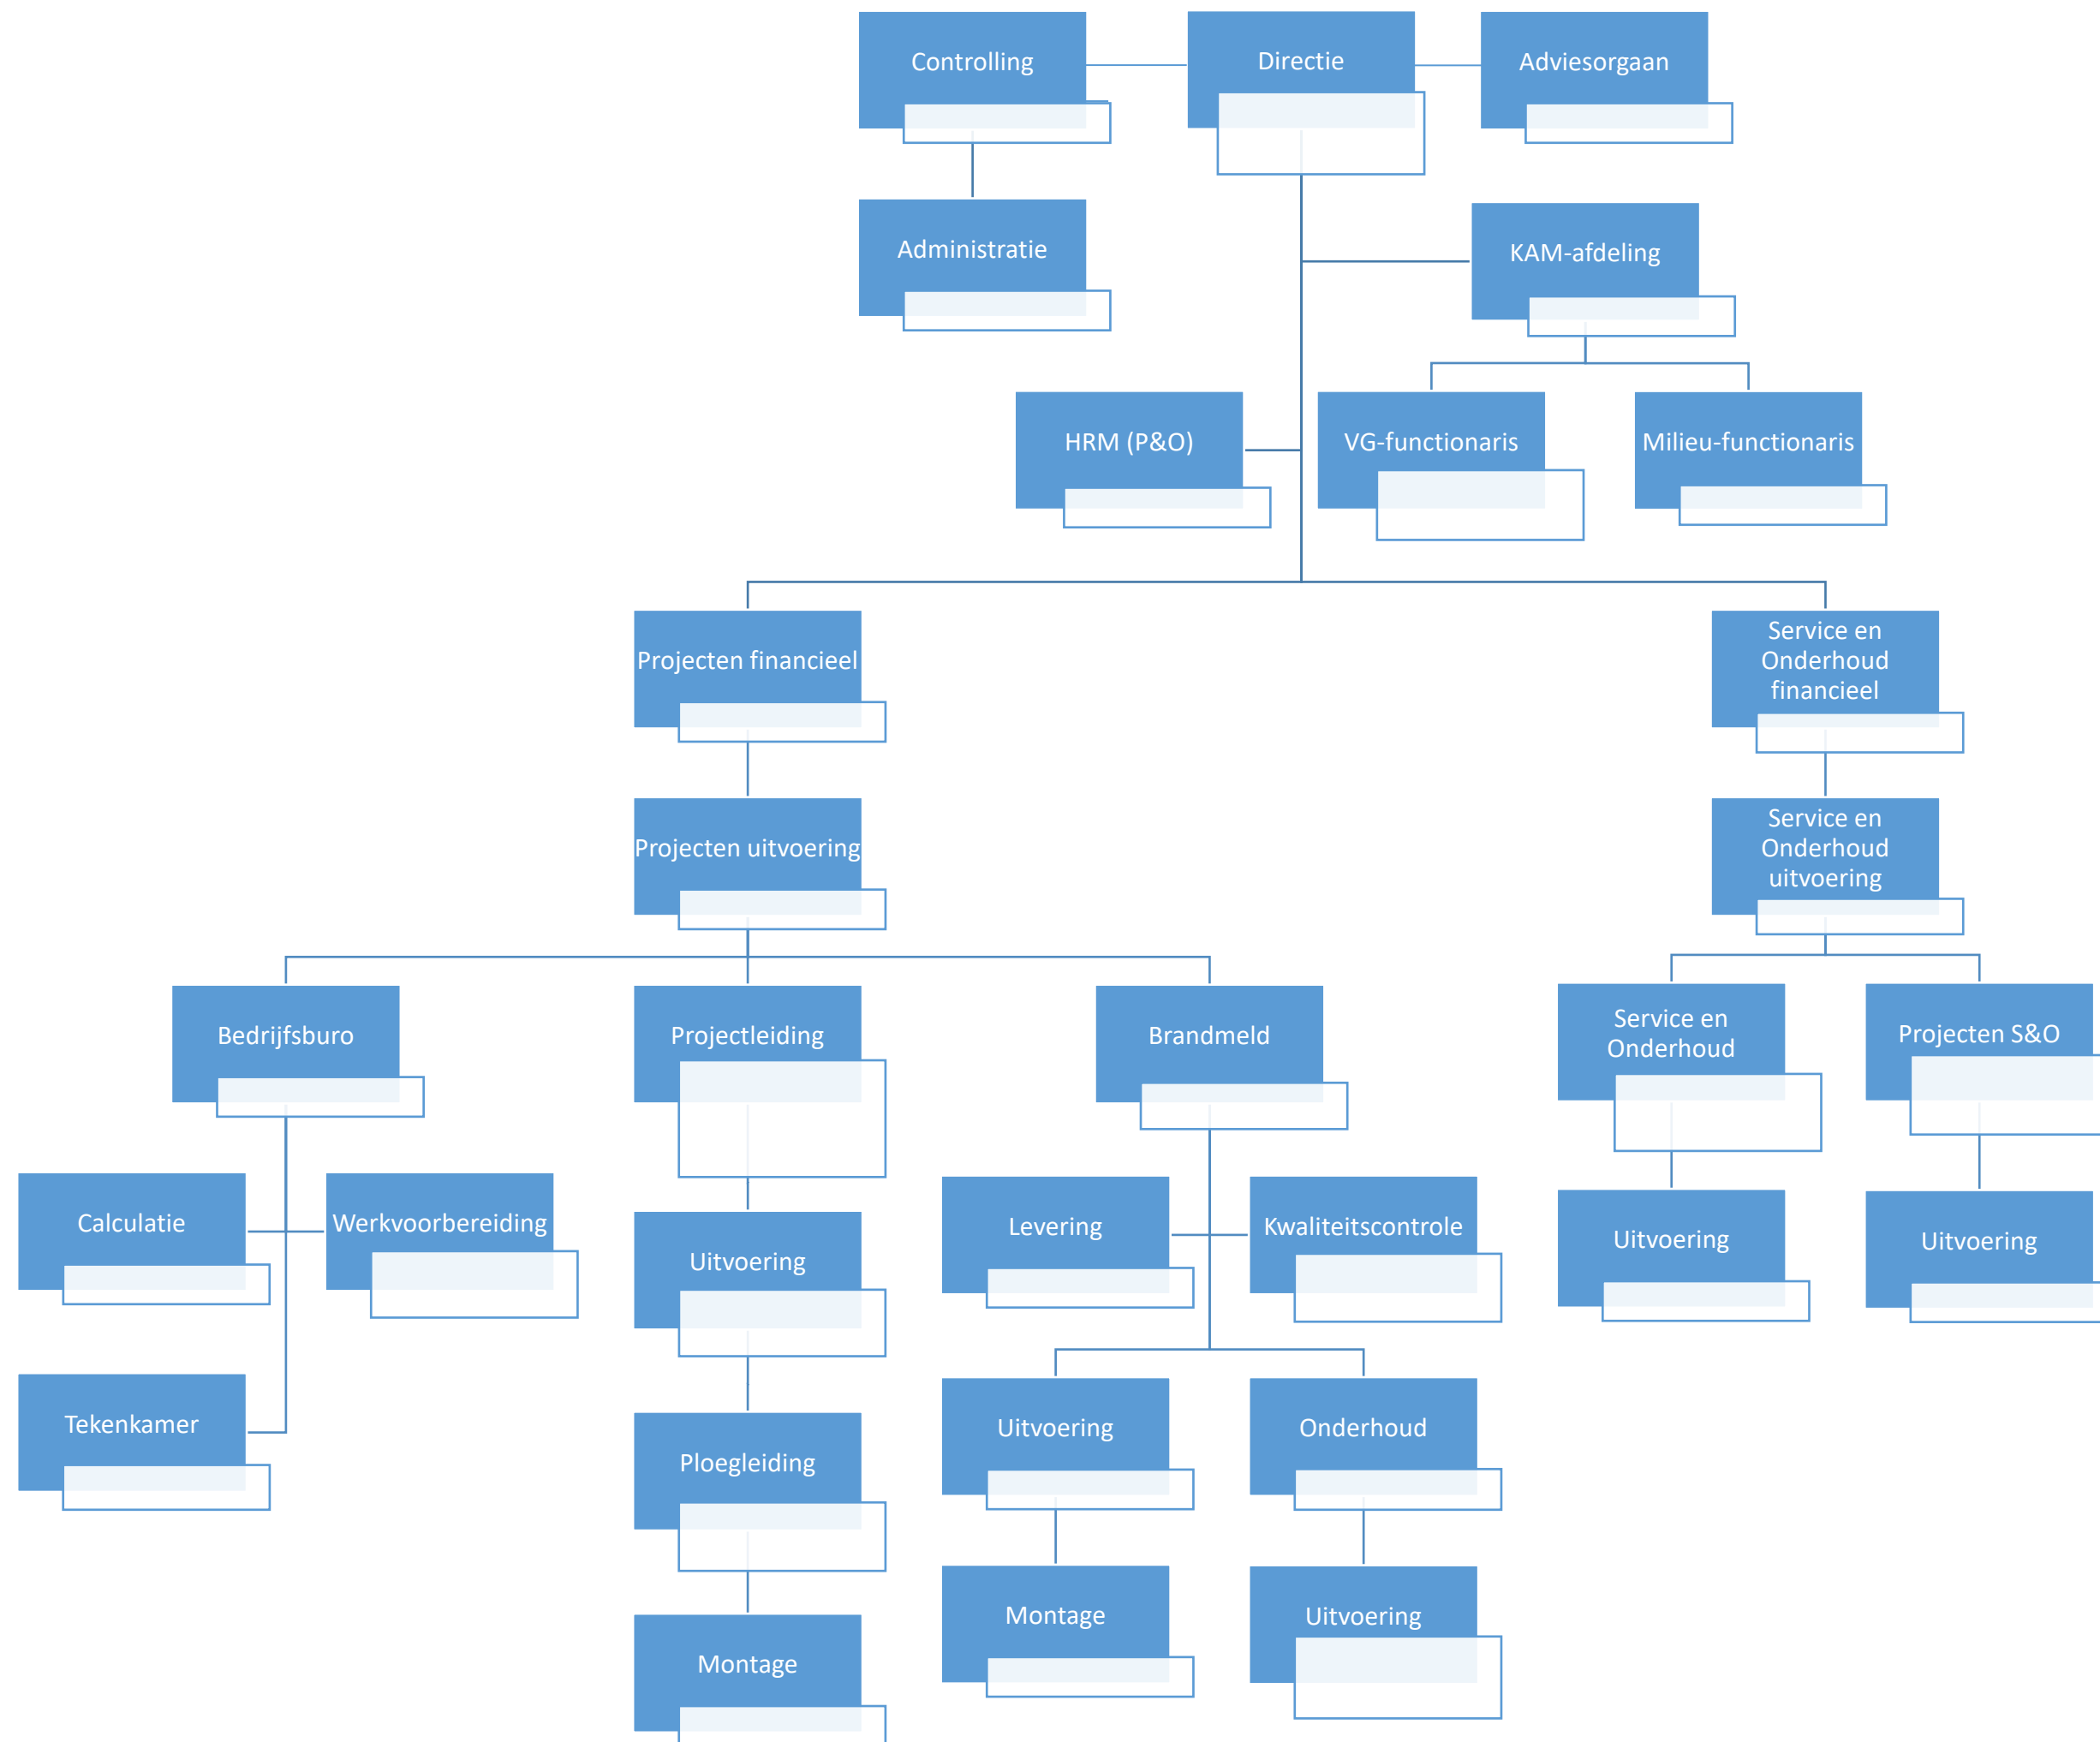 Controlling
Directie
Adviesorgaan
Administratie
KAM-afdeling
HRM (P&O)
VG-functionaris
Milieu-functionaris
Projecten financieel
Service en
Onderhoud
financieel
Projecten uitvoering
Service en
Onderhoud
uitvoering
Bedrijfsburo
Projectleiding
Brandmeld
Service en
Onderhoud
Projecten S&O
Calculatie
Werkvoorbereiding
Uitvoering
Levering
Kwaliteitscontrole
Uitvoering
Uitvoering
Tekenkamer
Ploegleiding
Uitvoering
Onderhoud
Montage
Montage
Uitvoering